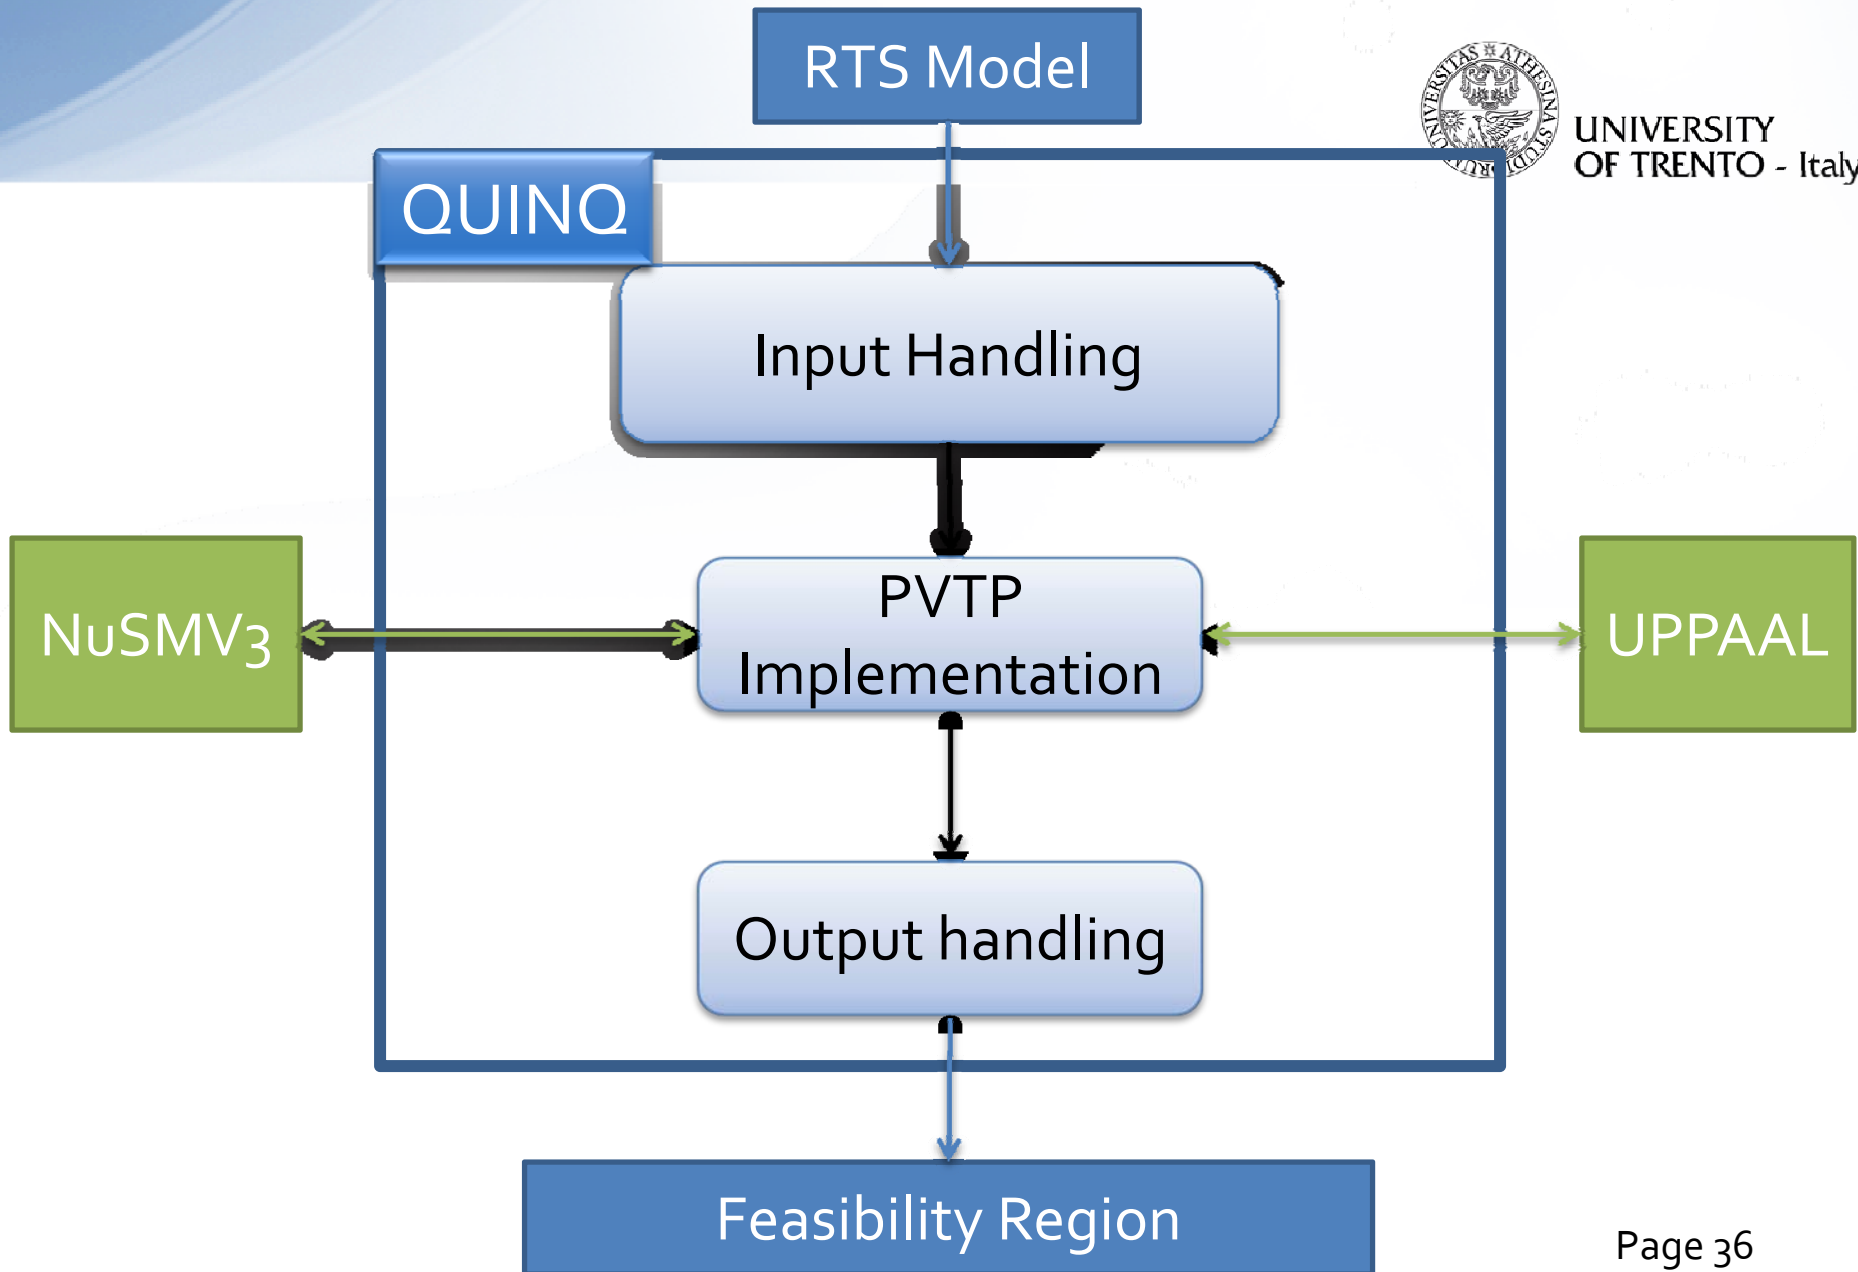 RTS Model
UNIVERSITY
OF TRENTO - Italy
QUINQ
Input Handling
NuSMV3
PVTP
Implementation
UPPAAL
Output handling
Feasibility Region
Page 36